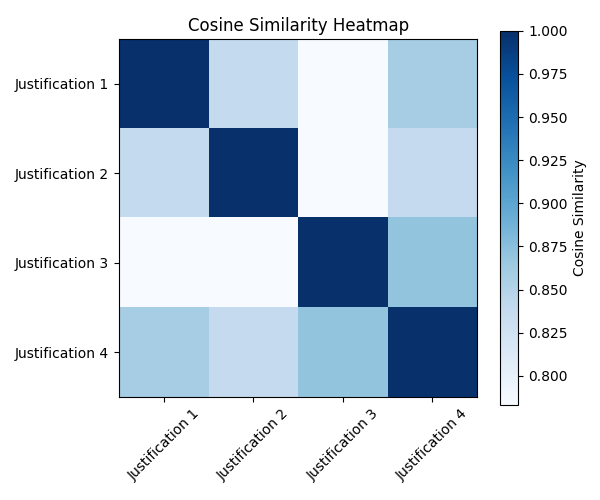 Cosine Similarity Heatmap
Justification 1
Justification 2
Justification 3
Justification 4
Justification 1
Justification 2
Justification 3
Justification 4
1.000
0.975
0.950
0.925
0.900
0.875
0.850
0.825
0.800
Cosine Similarity